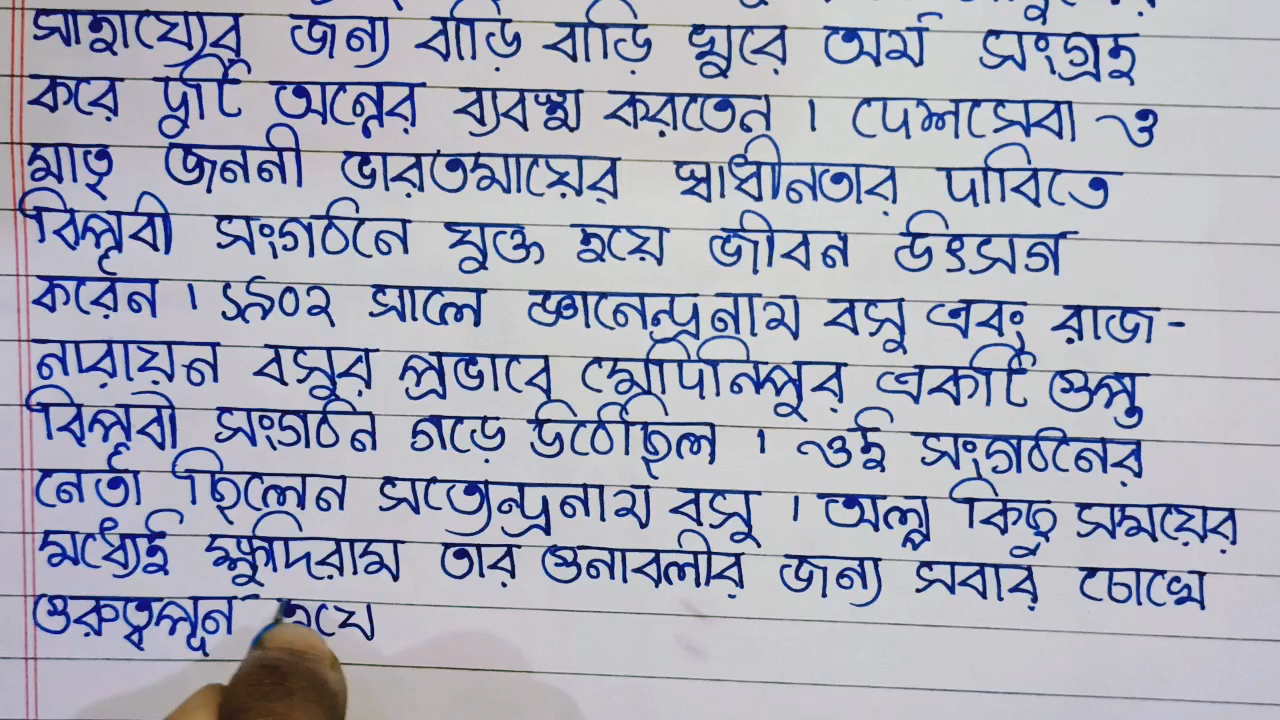 সাহায্যের জন্য বাড়ি বাড়ি ঘুরে অর্থ সংগ্রহ
করে দুটি অন্নের ব্যবস্থা করতেন । দেশসেবা ও
মাতৃ জননী ভারতমায়ের স্বাধীনতার দাবিতে
বিপ্লবী সংগঠনে যুক্ত হয়ে জীবন উৎসর্গ
করেন । ১৯০২ সালে জ্ঞানেন্দ্রনাথ বসু এবং রাজ-
নারায়ন বসুর প্রভাবে মেদিনিপুর একটি গুপ্ত
বিপ্লবী সংগঠন গড়ে উঠেছিল । ওই সংগঠনের
নেতা ছিলেন সত্যেন্দ্রনাথ বসু । অল্প কিছু সময়ের
মধ্যেই ক্ষুদিরাম তার গুনাবলীর জন্য সবার চোখে
গুরুত্বপূর্ন হয়ে